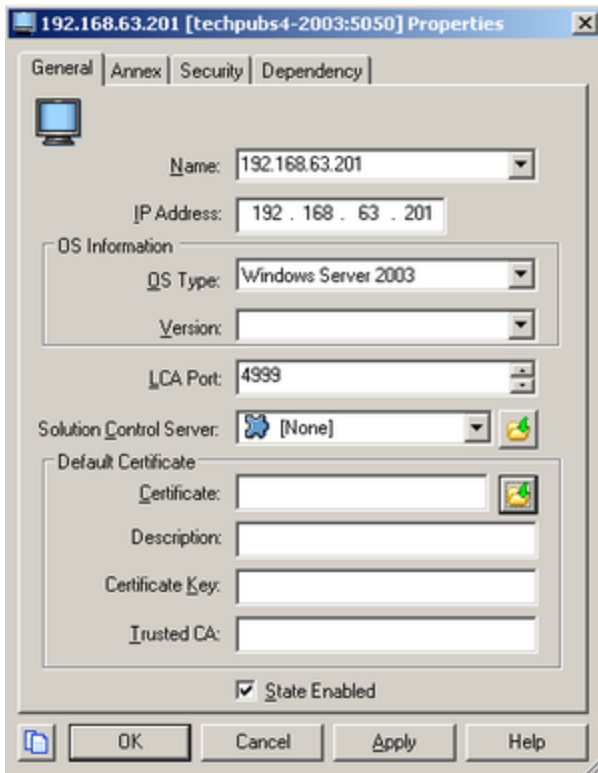 192.168.63.201 [techpubs4-2003:5050] Properties
General Annex Security Dependency
Name: 192.168.63.201
IP Address: 192 . 168 . 63 . 201
OS Information
OS Type: Windows Server 2003
Version:
LCA Port: 4999
Solution Control Server: [None]
Default Certificate
Certificate:
Description:
Certificate Key:
Trusted CA:
State Enabled
OK Cancel Apply Help